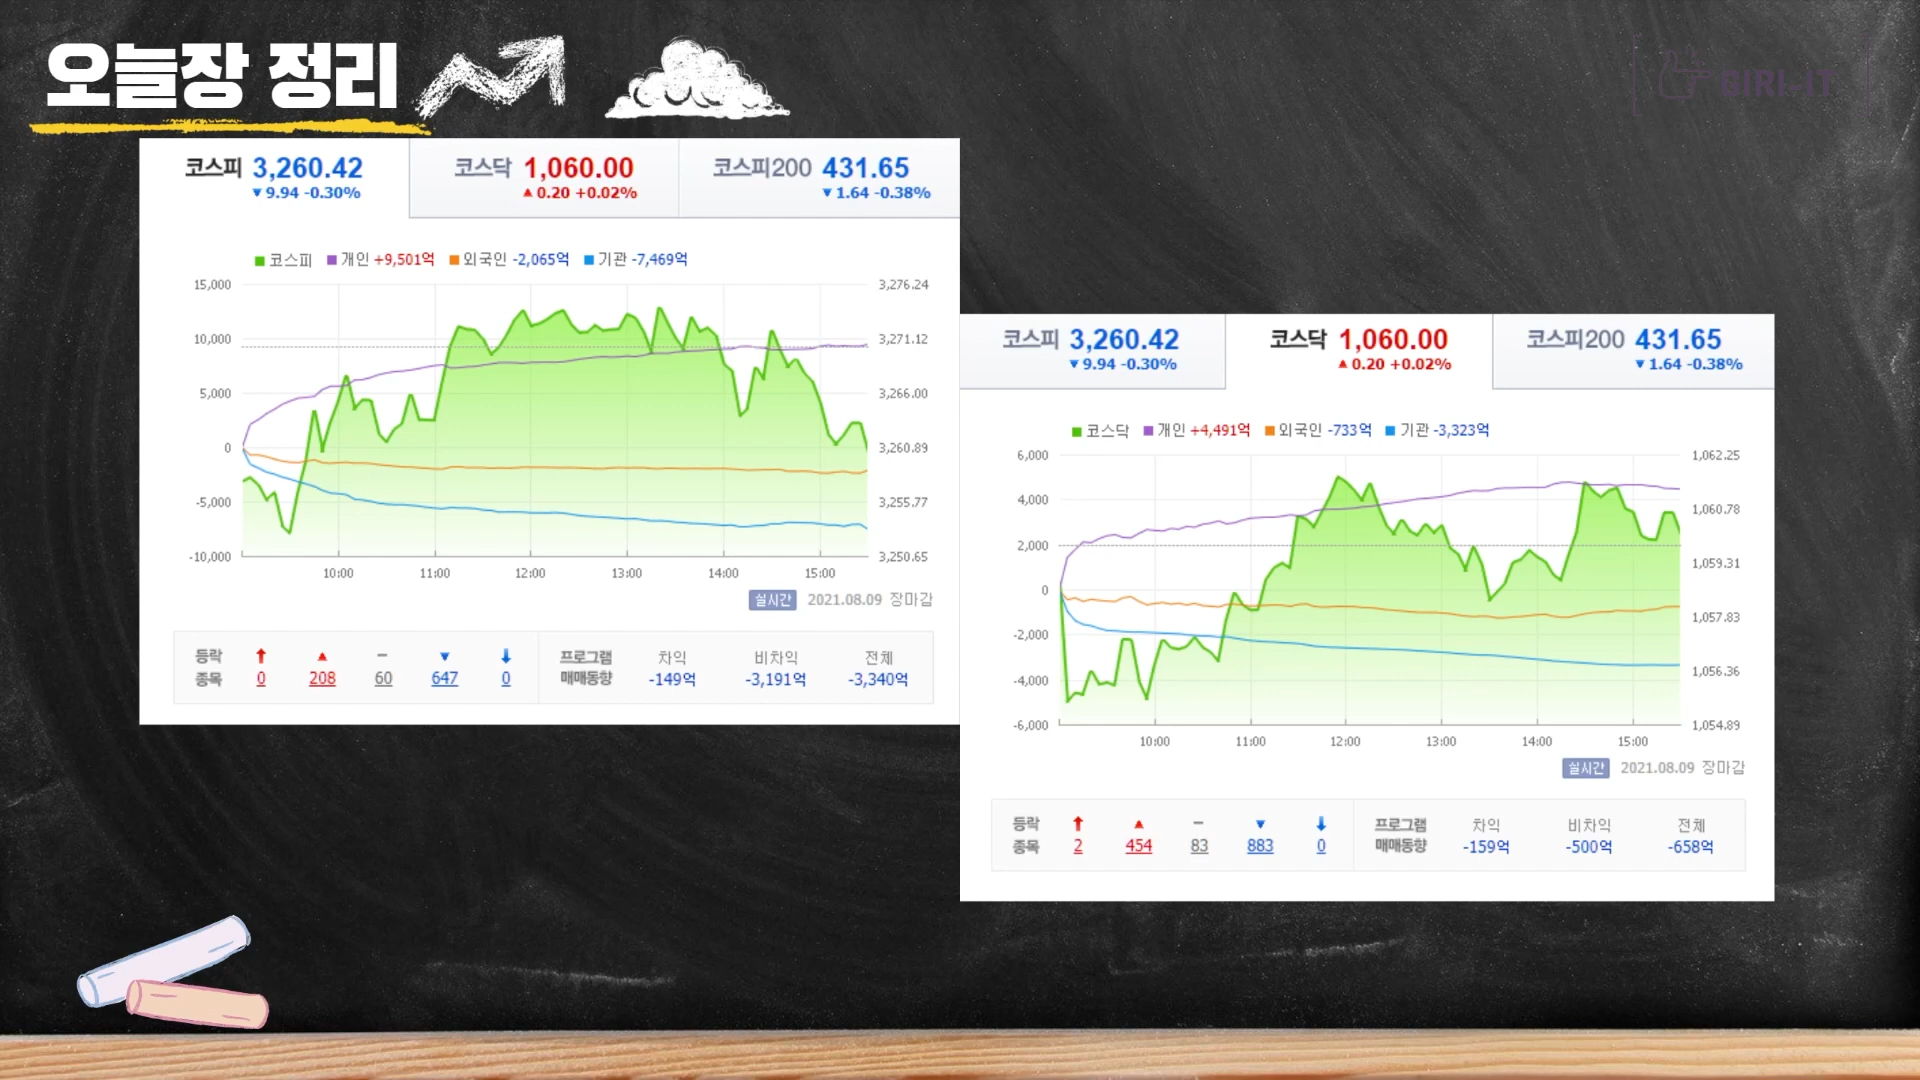 오늘장 정리
GIRI-IT
코스피 3,260.42 코스닥 1,060.00 코스피200 431.65
▼9.94 -0.30% ▲0.20 +0.02% ▼1.64 -0.38%
코스피 개인 +9,501억 외국인 -2,065억 기관 -7,469억
15,000 3,276.24
10,000 3,271.12
5,000 3,266.00
0 3,260.89
-5,000 3,255.77
-10,000 3,250.65
10:00 11:00 12:00 13:00 14:00 15:00
실시간 2021.08.09 장마감
등락 ↑ ▲ - ▼ ↓ 프로그램 차익 비차익 전체
종목 0 208 60 647 0 매매동향 -149억 -3,191억 -3,340억
코스피 3,260.42 코스닥 1,060.00 코스피200 431.65
▼9.94 -0.30% ▲0.20 +0.02% ▼1.64 -0.38%
코스닥 개인 +4,491억 외국인 -733억 기관 -3,323억
6,000 1,062.25
4,000 1,060.78
2,000 1,059.31
0 1,057.83
-2,000 1,056.36
-4,000 1,054.89
-6,000
10:00 11:00 12:00 13:00 14:00 15:00
실시간 2021.08.09 장마감
등락 ↑ ▲ - ▼ ↓ 프로그램 차익 비차익 전체
종목 2 454 83 883 0 매매동향 -159억 -500억 -658억